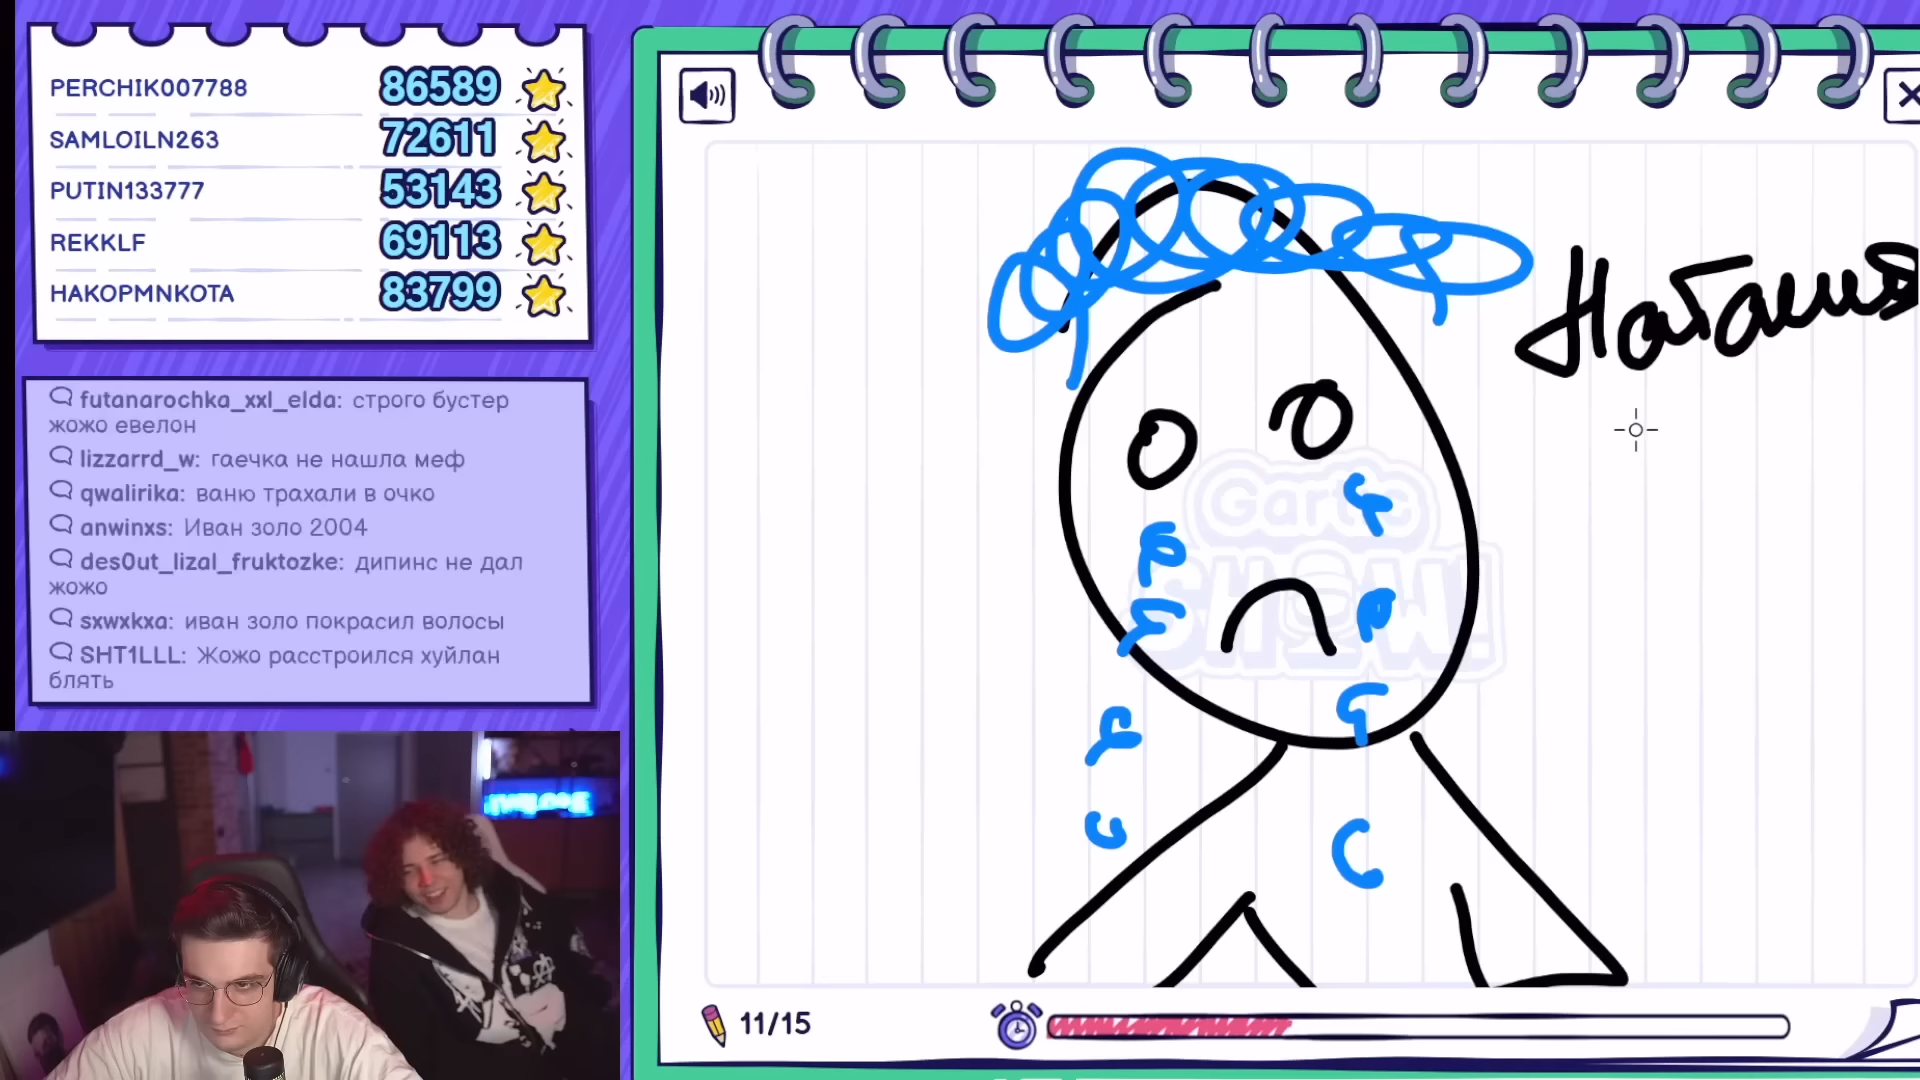 PERCHIK007788 86589
SAMLOILN263 72611
PUTIN133777 53143
REKKLF 69113
HAKOPMNKOTA 83799
futanarochka_xxl_elda: строго бустер
жожо евелон
lizzarrd_w: гаечка не нашла меф
qwalirika: ваню трахали в очко
anwinxs: Иван золо 2004
des0ut_lizal_fruktozke: дипинс не дал
жожо
sxwxkxa: иван золо покрасил волосы
SHT1LLL: Жожо расстроился хуйлан
блять
Gartic
SHOW!
11/15